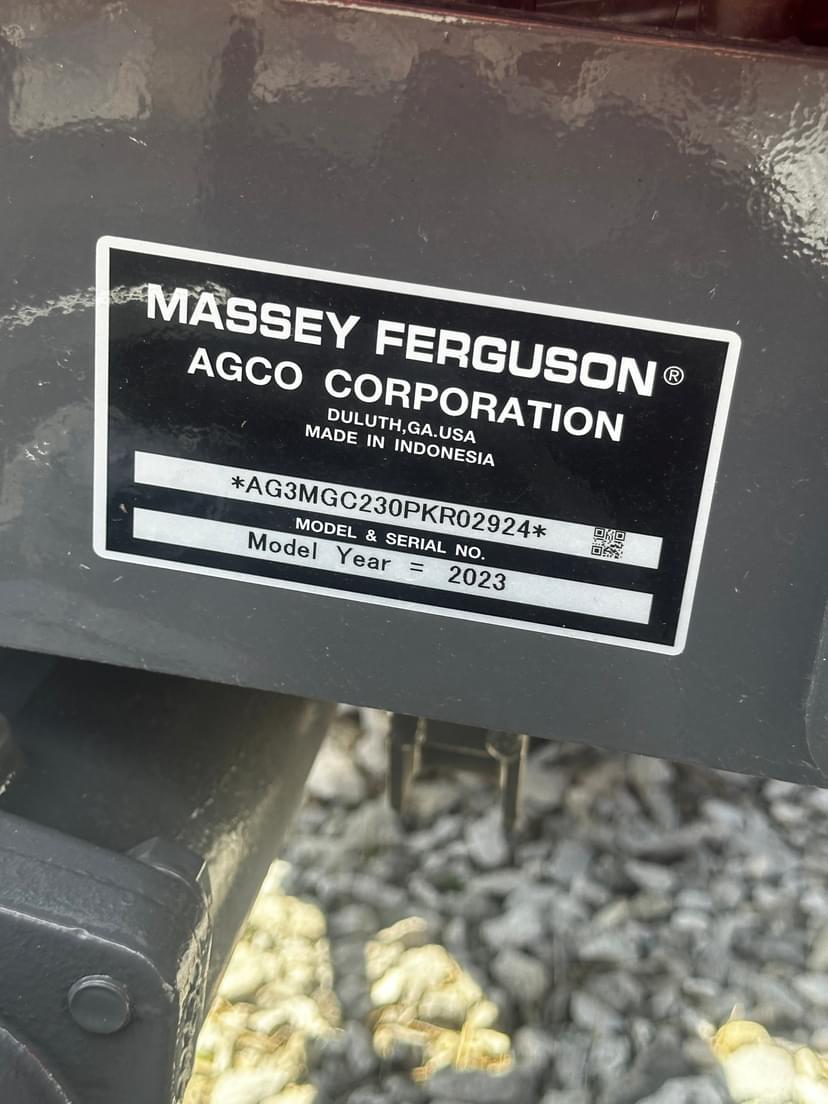 MASSEY FERGUSON®
AGCO CORPORATION
DULUTH,GA.USA
MADE IN INDONESIA
*AG3MGC230PKR02924*
MODEL & SERIAL NO.
Model Year = 2023